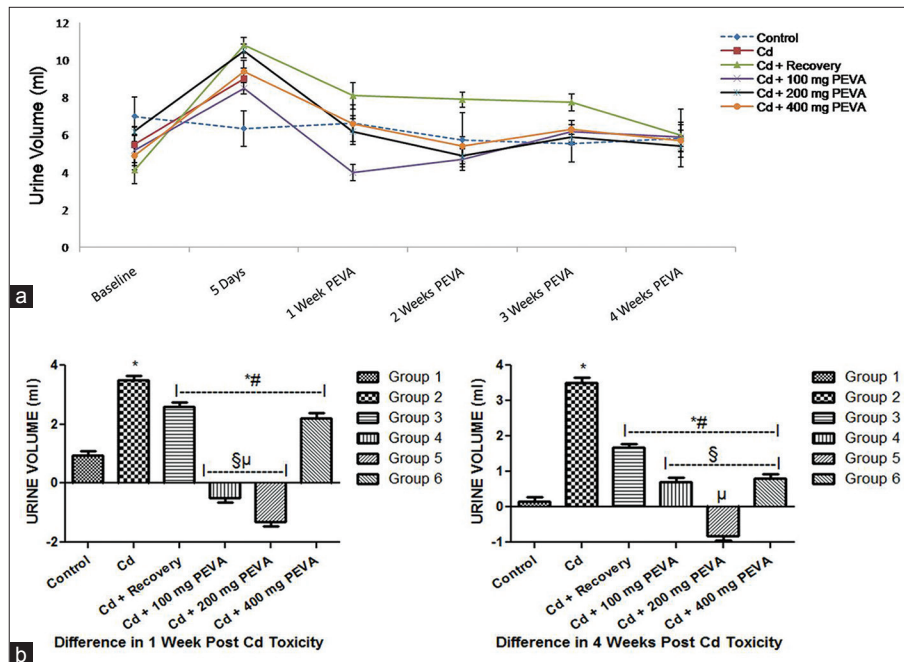 12
10
8
6
4
2
0
Urine Volume (ml)
Baseline
5 Days
1 Week PEVA
2 Weeks PEVA
3 Weeks PEVA
4 Weeks PEVA
Control
Cd
Cd + Recovery
Cd + 100 mg PEVA
Cd + 200 mg PEVA
Cd + 400 mg PEVA
a
4
2
0
-2
URINE VOLUME (ml)
*
*#
§µ
Group 1
Group 2
Group 3
Group 4
Group 5
Group 6
Control
Cd
Cd + Recovery
Cd + 100 mg PEVA
Cd + 200 mg PEVA
Cd + 400 mg PEVA
Difference in 1 Week Post Cd Toxicity
4
3
2
1
0
-1
URINE VOLUME (ml)
*
*#
§
µ
Group 1
Group 2
Group 3
Group 4
Group 5
Group 6
Control
Cd
Cd + Recovery
Cd + 100 mg PEVA
Cd + 200 mg PEVA
Cd + 400 mg PEVA
Difference in 4 Weeks Post Cd Toxicity
b